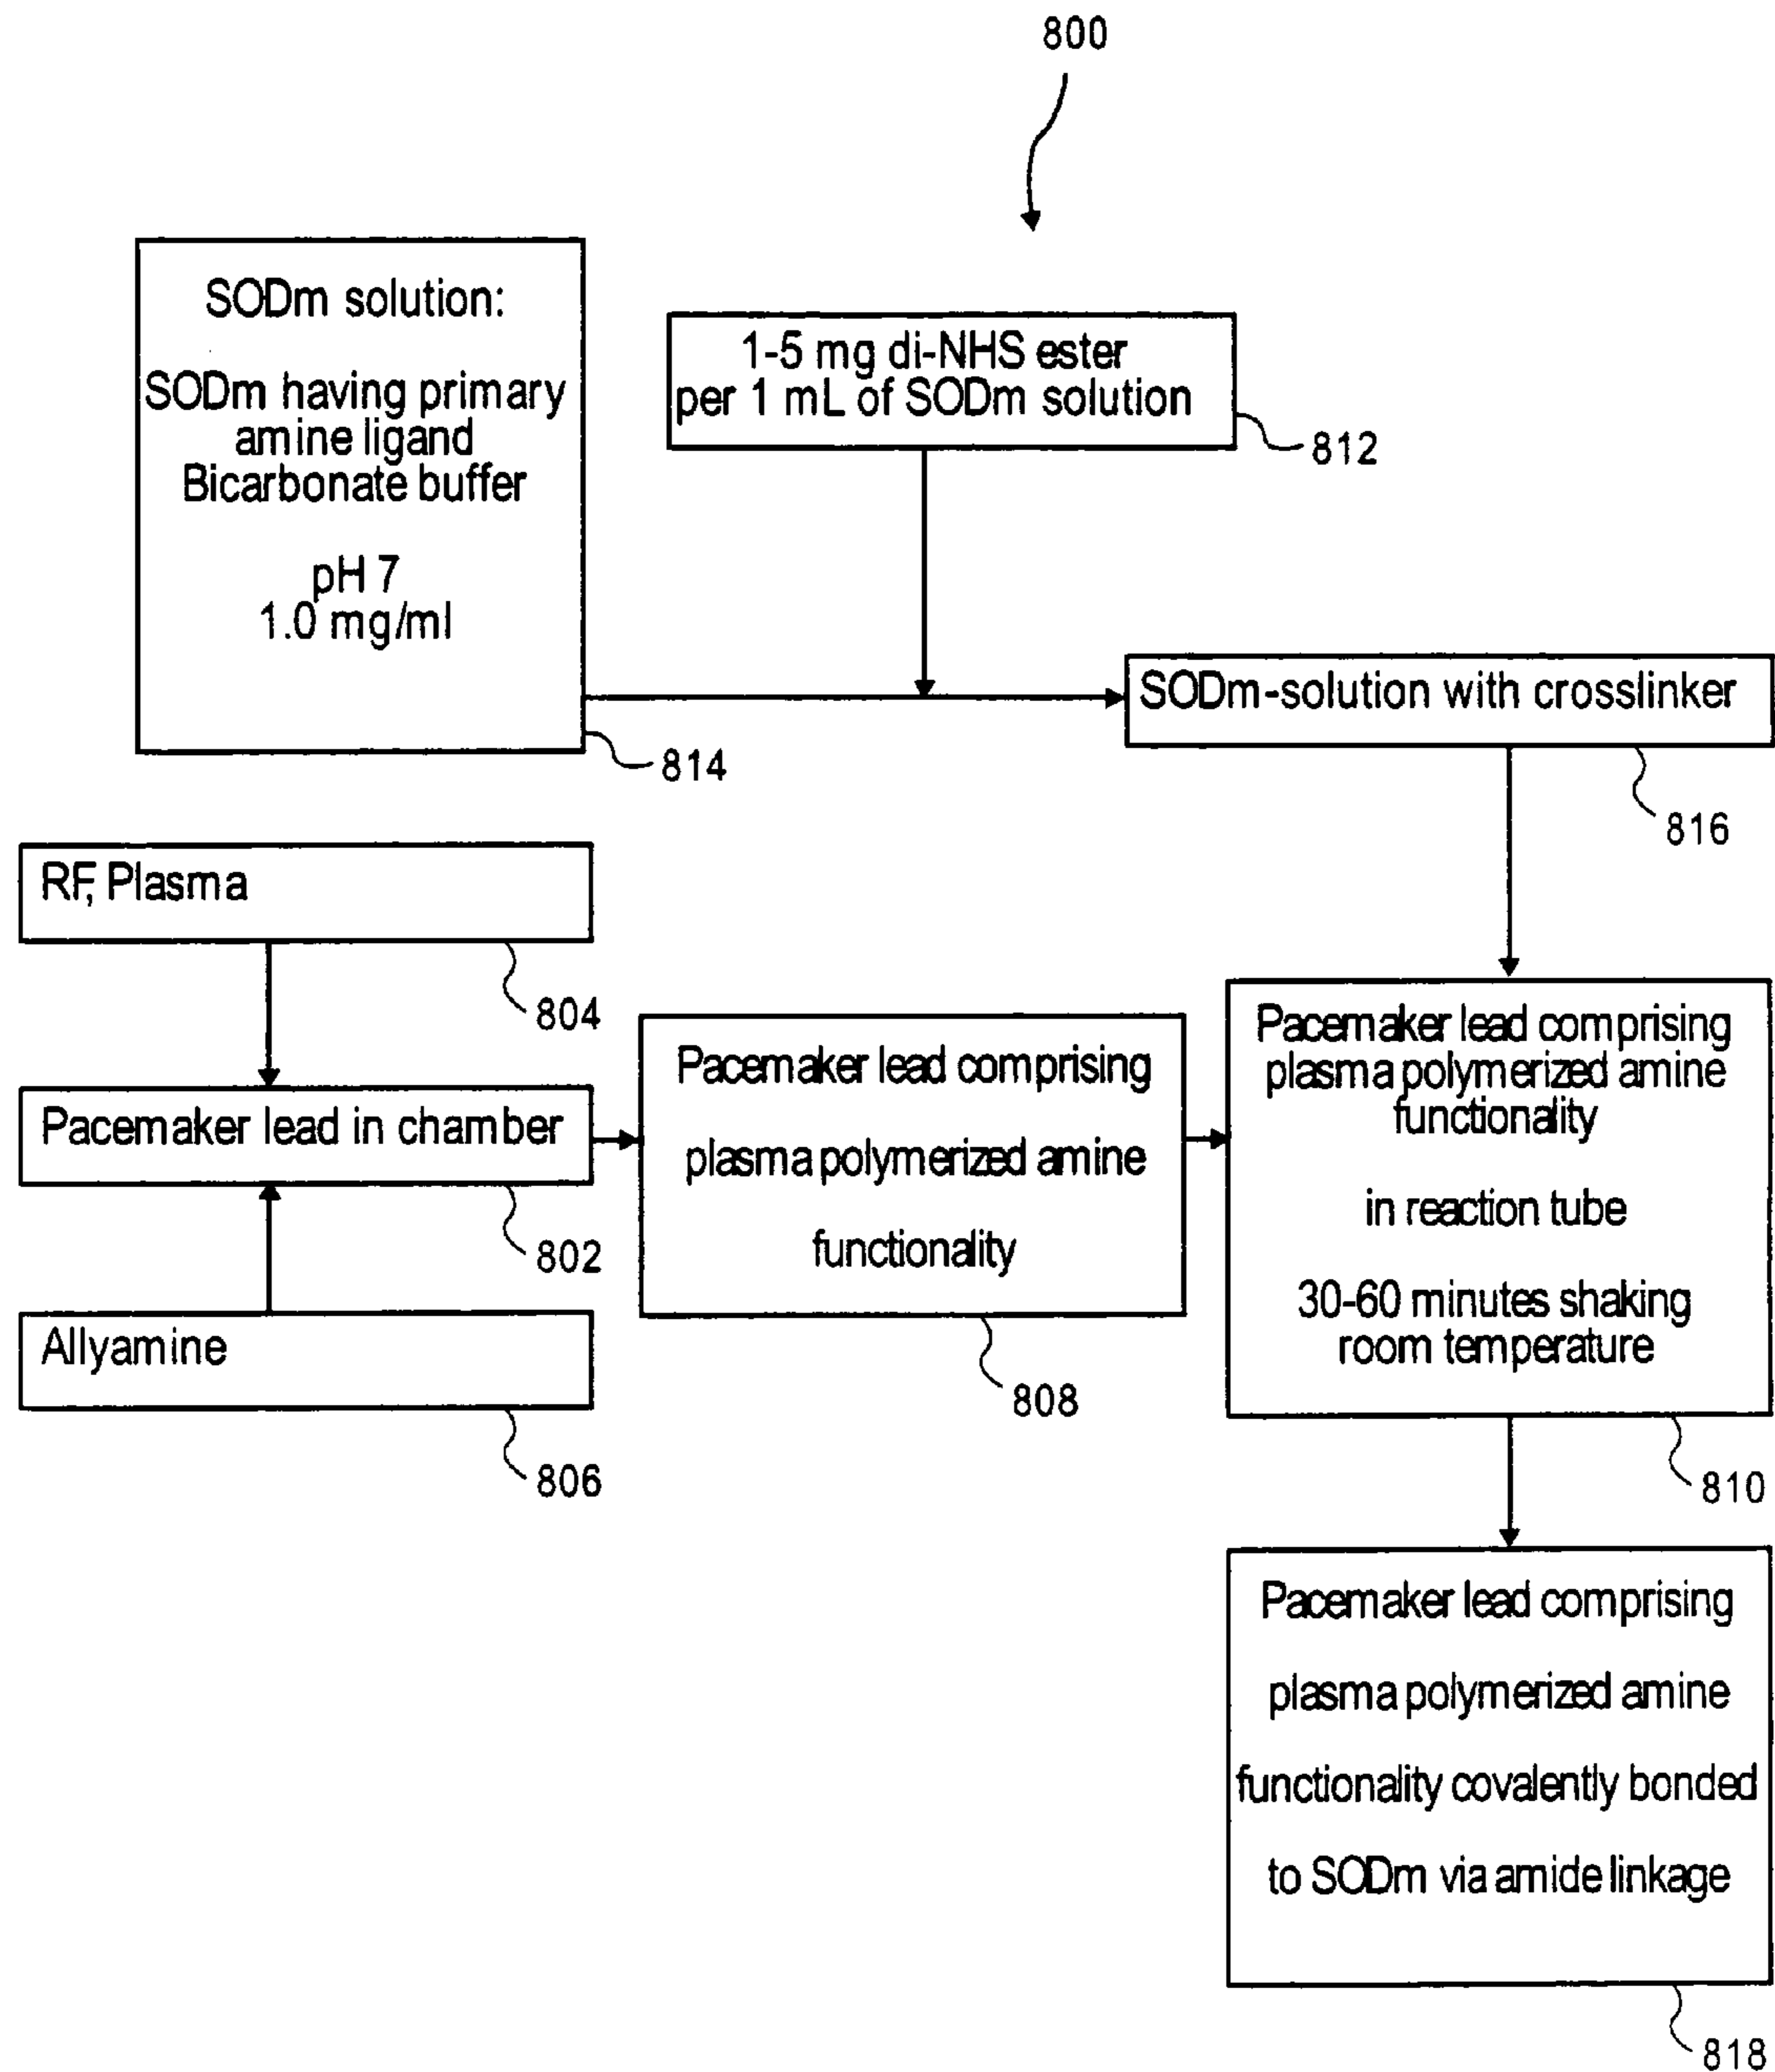 800
SODm solution:
SODm having primary
amine ligand
Bicarbonate buffer
pH 7
1.0 mg/ml
814
1-5 mg di-NHS ester
per 1 mL of SODm solution
812
SODm-solution with crosslinker
816
RF, Plasma
804
Pacemaker lead in chamber
802
Allyamine
806
Pacemaker lead comprising
plasma polymerized amine
functionality
808
Pacemaker lead comprising
plasma polymerized amine
functionality
in reaction tube
30-60 minutes shaking
room temperature
810
Pacemaker lead comprising
plasma polymerized amine
functionality covalently bonded
to SODm via amide linkage
818